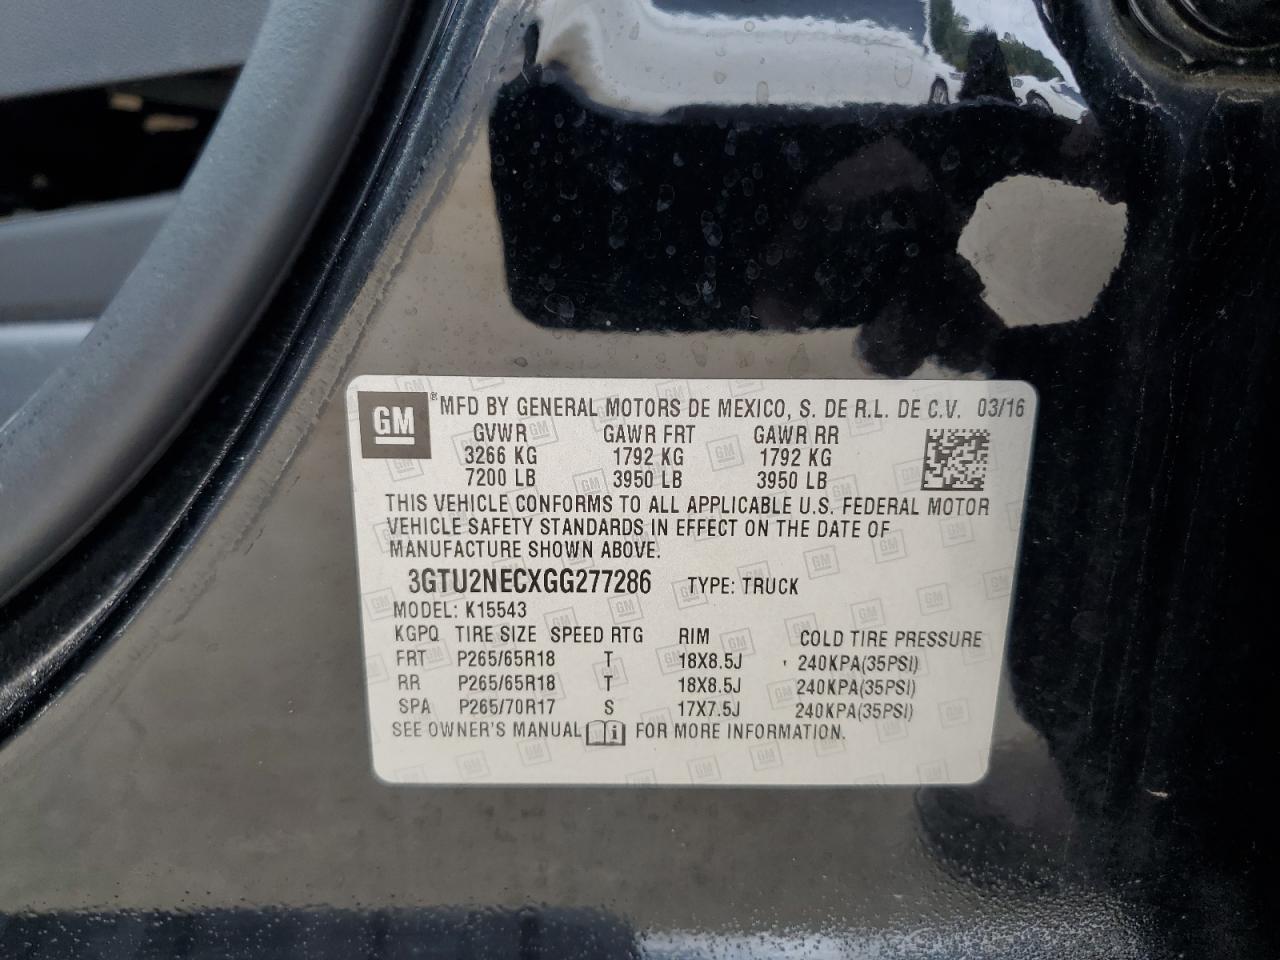 GM ® MFD BY GENERAL MOTORS DE MEXICO, S. DE R.L. DE C.V. 03/16
GVWR GAWR FRT GAWR RR
3266 KG 1792 KG 1792 KG
7200 LB 3950 LB 3950 LB
THIS VEHICLE CONFORMS TO ALL APPLICABLE U.S. FEDERAL MOTOR
VEHICLE SAFETY STANDARDS IN EFFECT ON THE DATE OF
MANUFACTURE SHOWN ABOVE.
3GTU2NECXGG277286 TYPE: TRUCK
MODEL: K15543
KGPQ TIRE SIZE SPEED RTG RIM COLD TIRE PRESSURE
FRT P265/65R18 T 18X8.5J 240KPA(35PSI)
RR P265/65R18 T 18X8.5J 240KPA(35PSI)
SPA P265/70R17 S 17X7.5J 240KPA(35PSI)
SEE OWNER'S MANUAL FOR MORE INFORMATION.